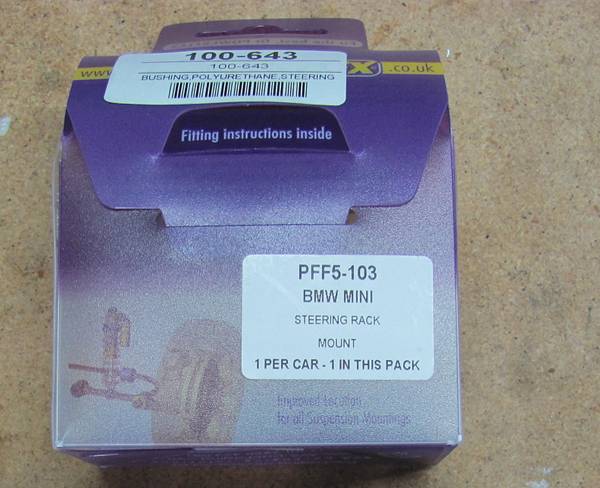 100-643
100-643
BUSHING,POLYURETHANE,STEERING
www X .co.uk
Fitting instructions inside
PFF5-103
BMW MINI
STEERING RACK
MOUNT
1 PER CAR - 1 IN THIS PACK
Improved Location
for all Suspension Mountings